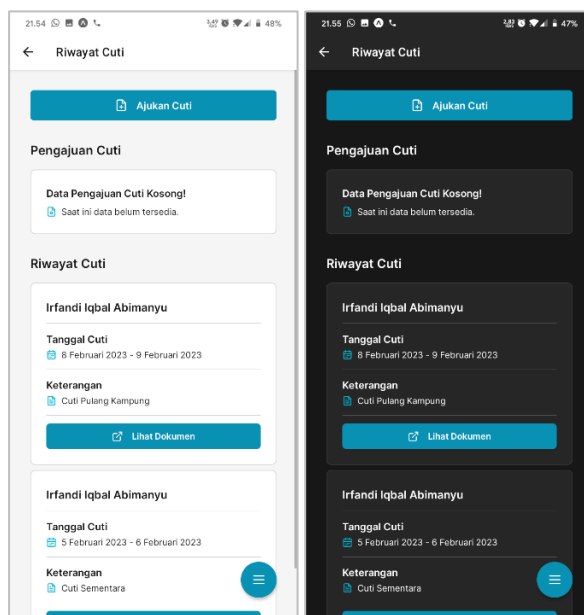 21.54
48%
Riwayat Cuti
Ajukan Cuti
Pengajuan Cuti
Data Pengajuan Cuti Kosong!
Saat ini data belum tersedia.
Riwayat Cuti
Irfandi Iqbal Abimanyu
Tanggal Cuti
8 Februari 2023 - 9 Februari 2023
Keterangan
Cuti Pulang Kampung
Lihat Dokumen
Irfandi Iqbal Abimanyu
Tanggal Cuti
5 Februari 2023 - 6 Februari 2023
Keterangan
Cuti Sementara
21.55
47%
Riwayat Cuti
Ajukan Cuti
Pengajuan Cuti
Data Pengajuan Cuti Kosong!
Saat ini data belum tersedia.
Riwayat Cuti
Irfandi Iqbal Abimanyu
Tanggal Cuti
8 Februari 2023 - 9 Februari 2023
Keterangan
Cuti Pulang Kampung
Lihat Dokumen
Irfandi Iqbal Abimanyu
Tanggal Cuti
5 Februari 2023 - 6 Februari 2023
Keterangan
Cuti Sementara